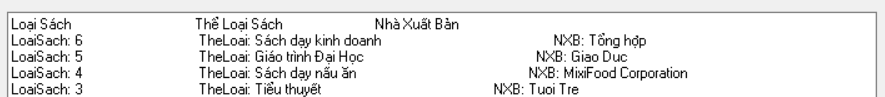 Loại Sách Thể Loại Sách Nhà Xuất Bản
LoaiSach: 6 TheLoai: Sách dạy kinh doanh NXB: Tổng hợp
LoaiSach: 5 TheLoai: Giáo trình Đại Học NXB: Giao Duc
LoaiSach: 4 TheLoai: Sách dạy nấu ăn NXB: MixiFood Corporation
LoaiSach: 3 TheLoai: Tiểu thuyết NXB: Tuoi Tre